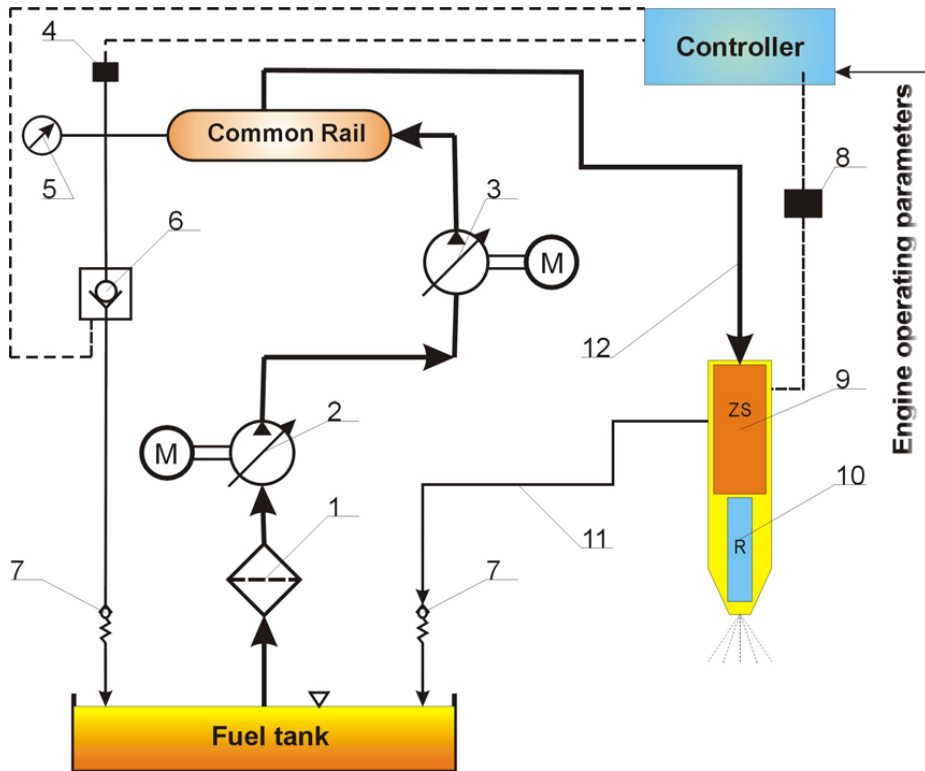 Controller
4
Common Rail
Engine operating parameters
8
5
3
6
M
12
9
ZS
2
M
10
1
11
R
7
7
Fuel tank